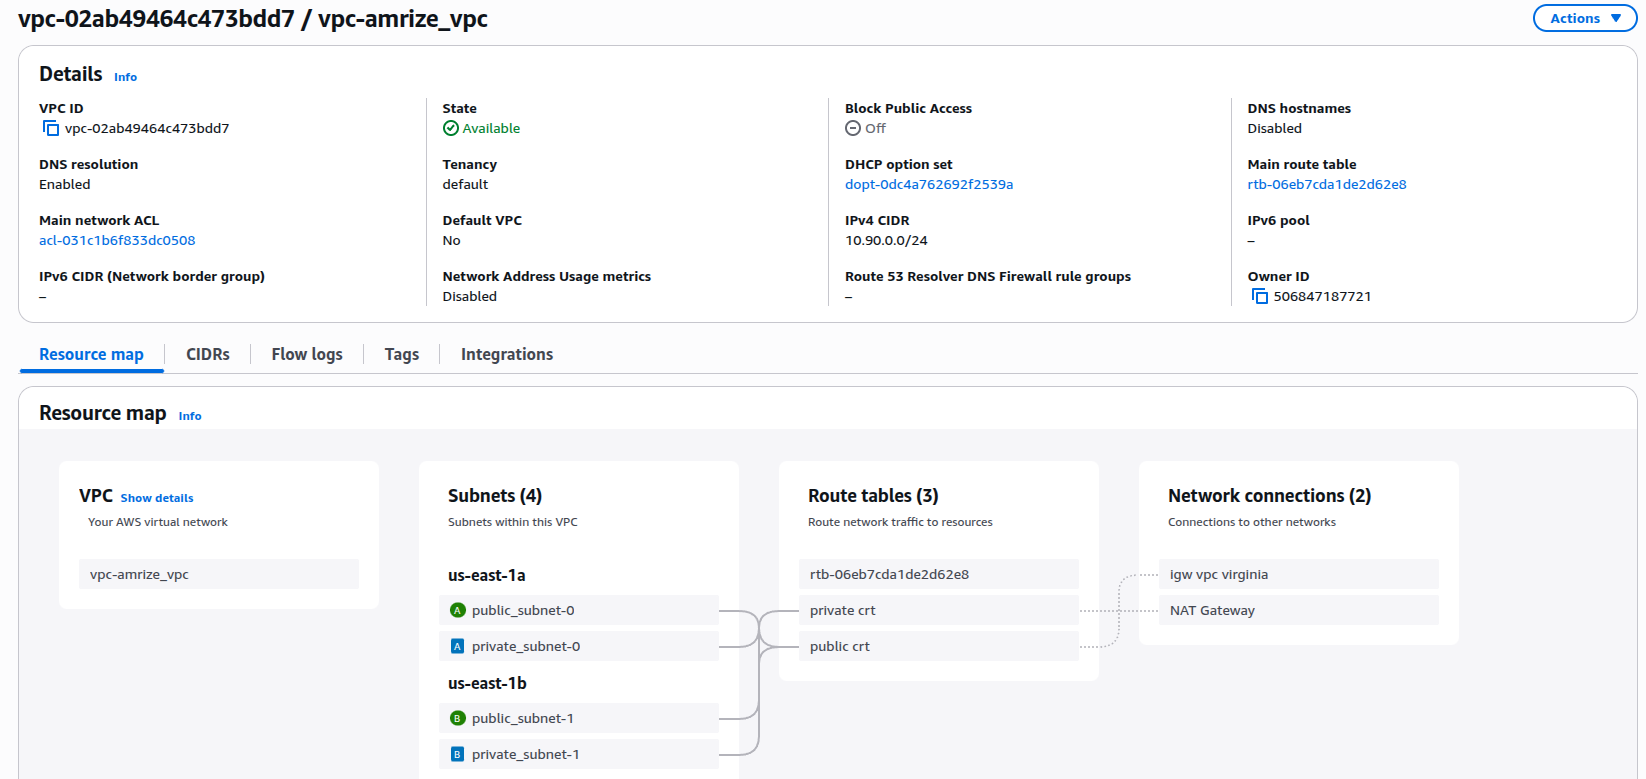 vpc-02ab49464c473bdd7 / vpc-amrize_vpc
Actions
Details Info
VPC ID
vpc-02ab49464c473bdd7
State
Available
Block Public Access
Off
DNS hostnames
Disabled
DNS resolution
Enabled
Tenancy
default
DHCP option set
dopt-0dc4a762692f2539a
Main route table
rtb-06eb7cda1de2d62e8
Main network ACL
acl-031c1b6f833dc0508
Default VPC
No
IPv4 CIDR
10.90.0.0/24
IPv6 pool
–
IPv6 CIDR (Network border group)
–
Network Address Usage metrics
Disabled
Route 53 Resolver DNS Firewall rule groups
–
Owner ID
506847187721
Resource map
CIDRs
Flow logs
Tags
Integrations
Resource map Info
VPC Show details
Your AWS virtual network
vpc-amrize_vpc
Subnets (4)
Subnets within this VPC
us-east-1a
A public_subnet-0
A private_subnet-0
us-east-1b
B public_subnet-1
B private_subnet-1
Route tables (3)
Route network traffic to resources
rtb-06eb7cda1de2d62e8
private crt
public crt
Network connections (2)
Connections to other networks
igw vpc virginia
NAT Gateway